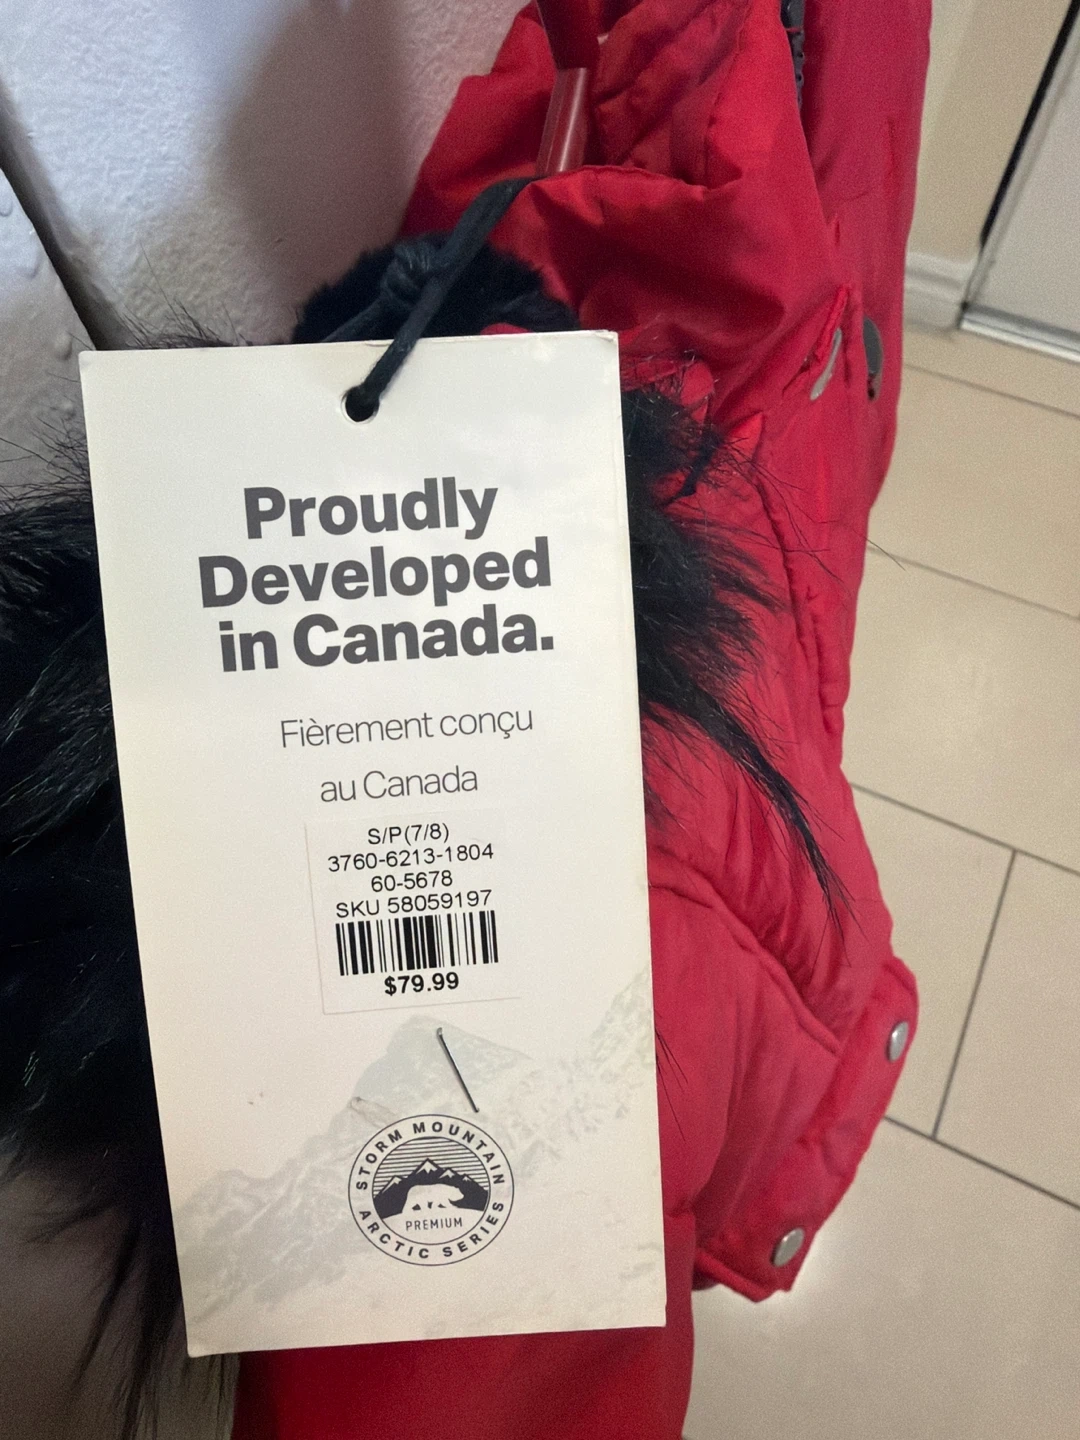 Proudly
Developed
in Canada.
Fièrement conçu
au Canada
S/P(7/8)
3760-6213-1804
60-5678
SKU 58059197
$79.99
STORM MOUNTAIN
PREMIUM
ARCTIC SERIES